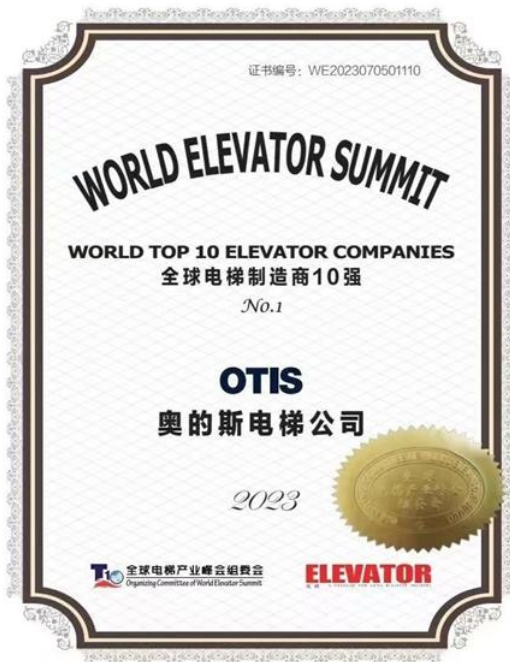 证书编号：WE2023070501110
WORLD ELEVATOR SUMMIT
WORLD TOP 10 ELEVATOR COMPANIES
全球电梯制造商10强
No.1
OTIS
奥的斯电梯公司
2023
T10 全球电梯产业峰会组委会
Organizing Committee of World Elevator Summit
ELEVATOR